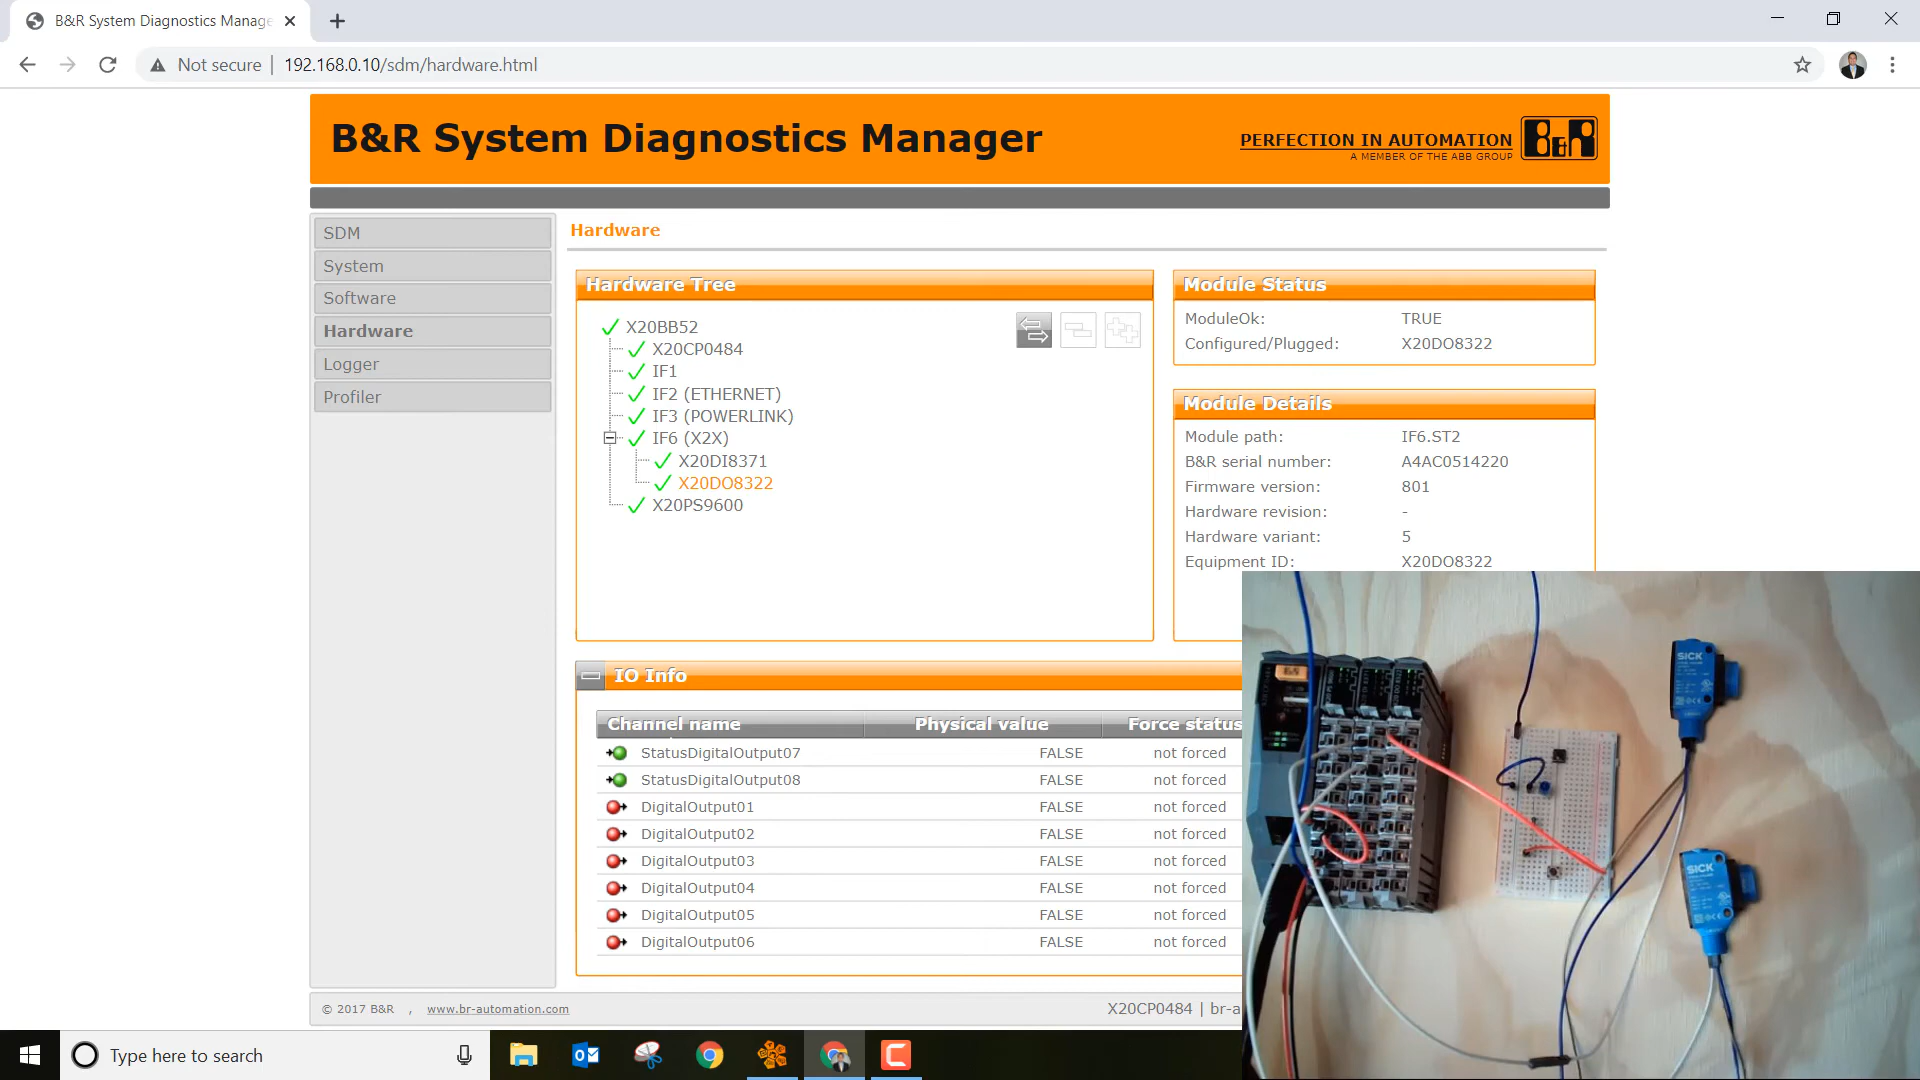 B&R System Diagnostics Manage
Not secure
192.168.0.10/sdm/hardware.html
B&R System Diagnostics Manager
PERFECTION IN AUTOMATION
A MEMBER OF THE ABB GROUP
B&R
SDM
System
Software
Hardware
Logger
Profiler
Hardware
Hardware Tree
X20BB52
X20CP0484
IF1
IF2 (ETHERNET)
IF3 (POWERLINK)
IF6 (X2X)
X20DI8371
X20DO8322
X20PS9600
Module Status
ModuleOk: TRUE
Configured/Plugged: X20DO8322
Module Details
Module path: IF6.ST2
B&R serial number: A4AC0514220
Firmware version: 801
Hardware revision: -
Hardware variant: 5
Equipment ID: X20DO8322
IO Info
Channel name Physical value Force status
StatusDigitalOutput07 FALSE not forced
StatusDigitalOutput08 FALSE not forced
DigitalOutput01 FALSE not forced
DigitalOutput02 FALSE not forced
DigitalOutput03 FALSE not forced
DigitalOutput04 FALSE not forced
DigitalOutput05 FALSE not forced
DigitalOutput06 FALSE not forced
SICK
SICK
© 2017 B&R , www.br-automation.com
X20CP0484 | br-a
Type here to search